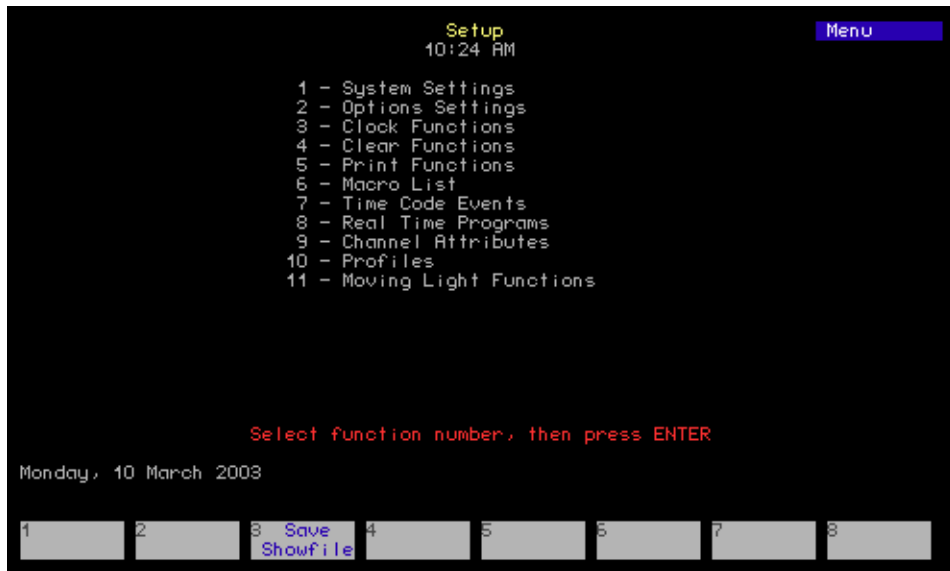 Setup
Menu
10:24 AM
1 - System Settings
2 - Options Settings
3 - Clock Functions
4 - Clear Functions
5 - Print Functions
6 - Macro List
7 - Time Code Events
8 - Real Time Programs
9 - Channel Attributes
10 - Profiles
11 - Moving Light Functions
Select function number, then press ENTER
Monday, 10 March 2003
1 2 3 Save Showfile 4 5 6 7 8